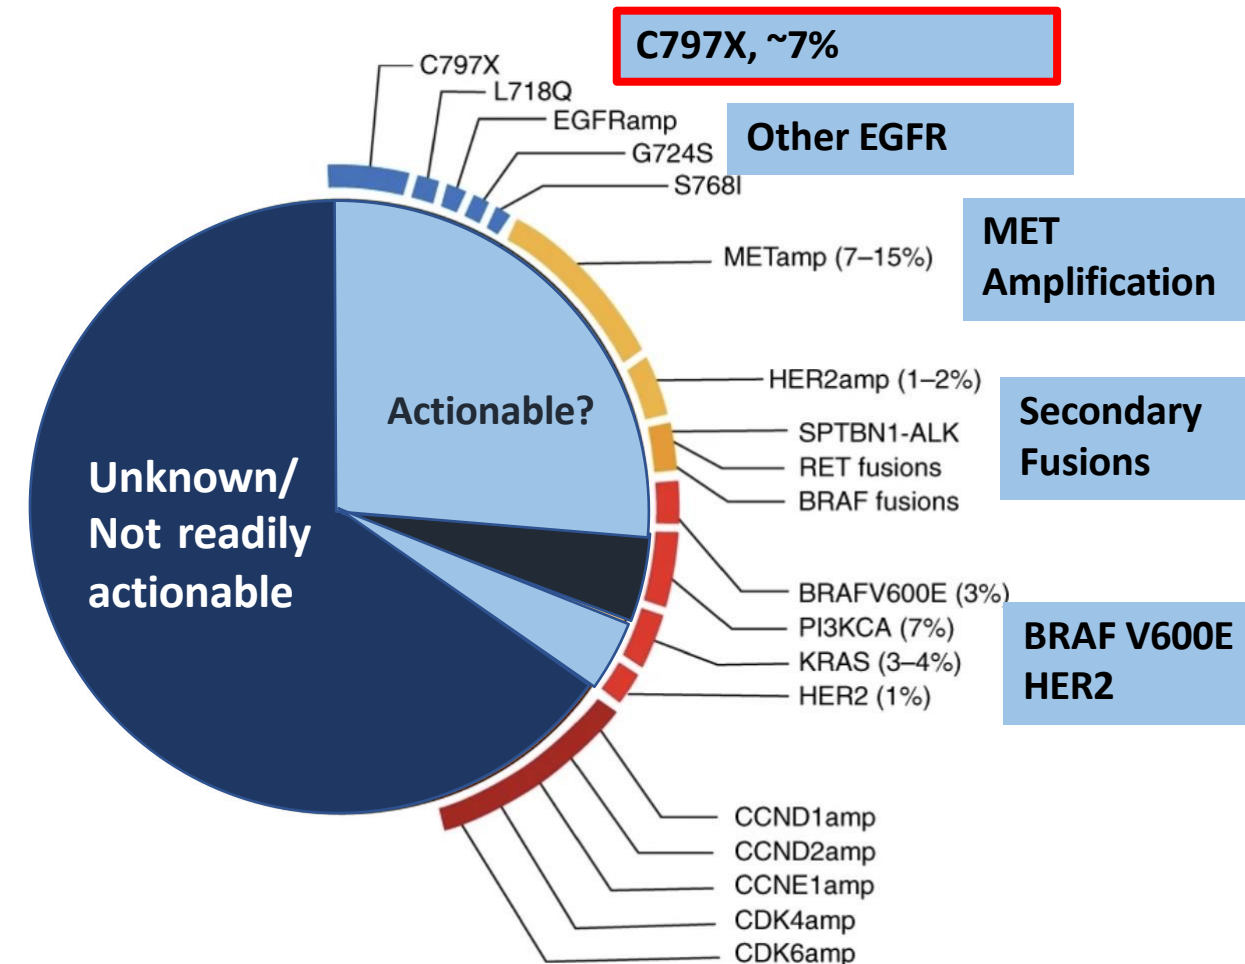 C797X, ~7%
C797X
L718Q
EGFRamp
G724S
S768I
Other EGFR
METamp (7–15%)
MET
Amplification
HER2amp (1–2%)
SPTBN1-ALK
RET fusions
BRAF fusions
Secondary
Fusions
Actionable?
Unknown/
Not readily
actionable
BRAFV600E (3%)
PI3KCA (7%)
KRAS (3–4%)
HER2 (1%)
BRAF V600E
HER2
CCND1amp
CCND2amp
CCNE1amp
CDK4amp
CDK6amp